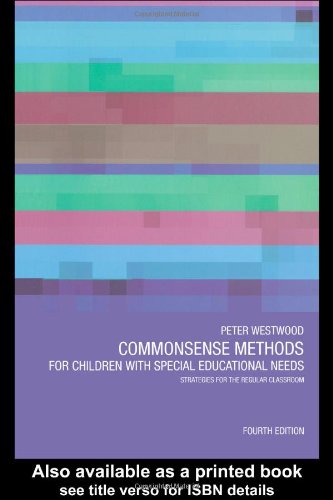 PETER WESTWOOD
COMMONSENSE METHODS
FOR CHILDREN WITH SPECIAL EDUCATIONAL NEEDS
STRATEGIES FOR THE REGULAR CLASSROOM
FOURTH EDITION
Also available as a printed book
see title verso for ISBN details